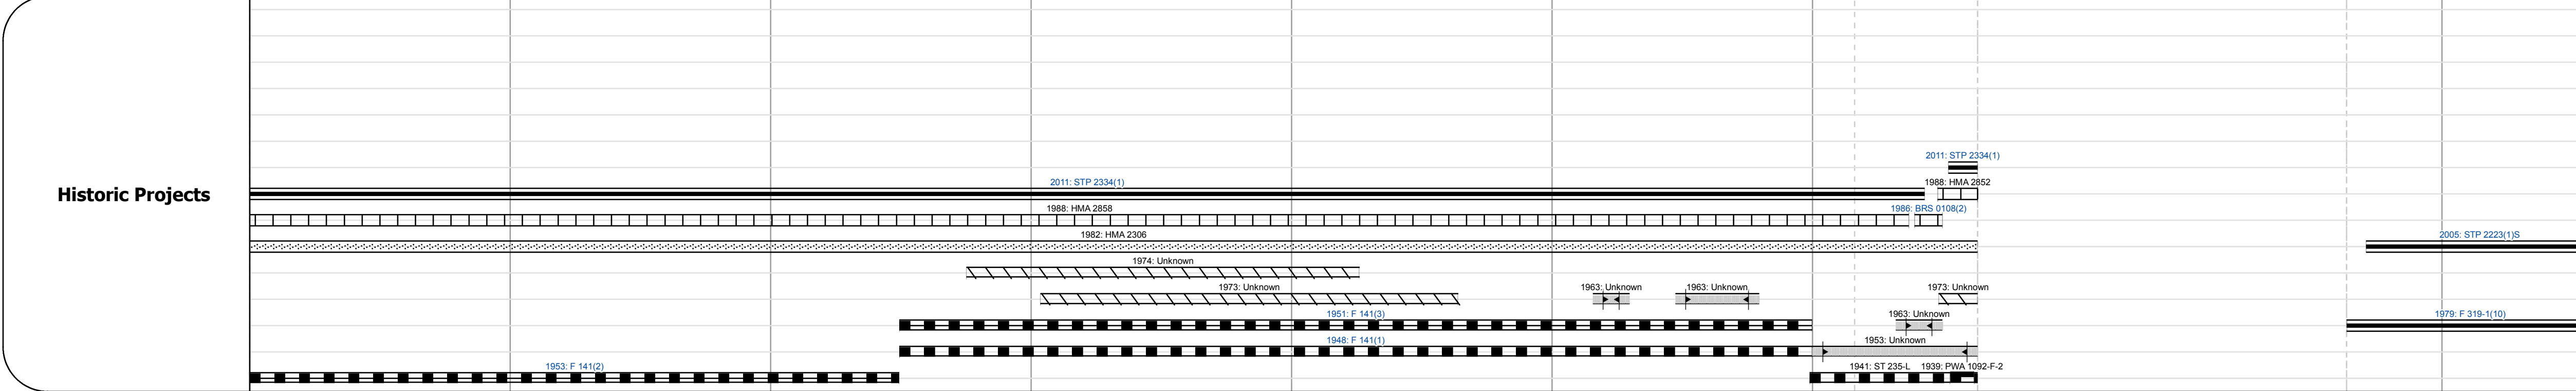 2011: STP 2334(1)
2011: STP 2334(1)
1988: HMA 2852
Historic Projects
1988: HMA 2858
1986: BRS 0108(2)
1982: HMA 2306
2005: STP 2223(1)S
1974: Unknown
1973: Unknown
1963: Unknown
1963: Unknown
1973: Unknown
1951: F 141(3)
1963: Unknown
1979: F 319-1(10)
1948: F 141(1)
1953: Unknown
1953: F 141(2)
1941: ST 235-L
1939: PWA 1092-F-2